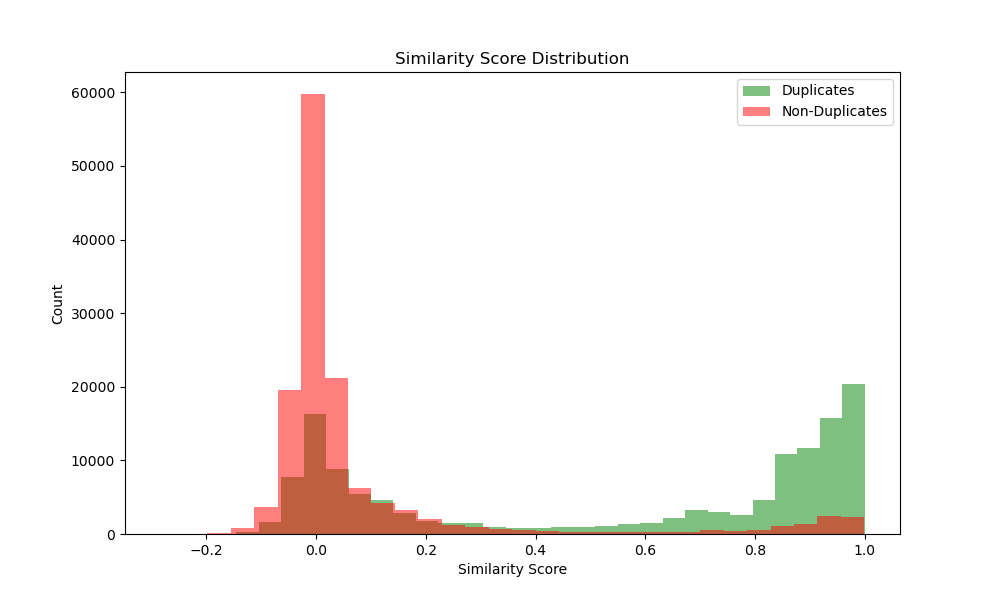 Similarity Score Distribution
Duplicates
Non-Duplicates
60000
50000
40000
30000
20000
10000
0
Count
−0.2 0.0 0.2 0.4 0.6 0.8 1.0
Similarity Score